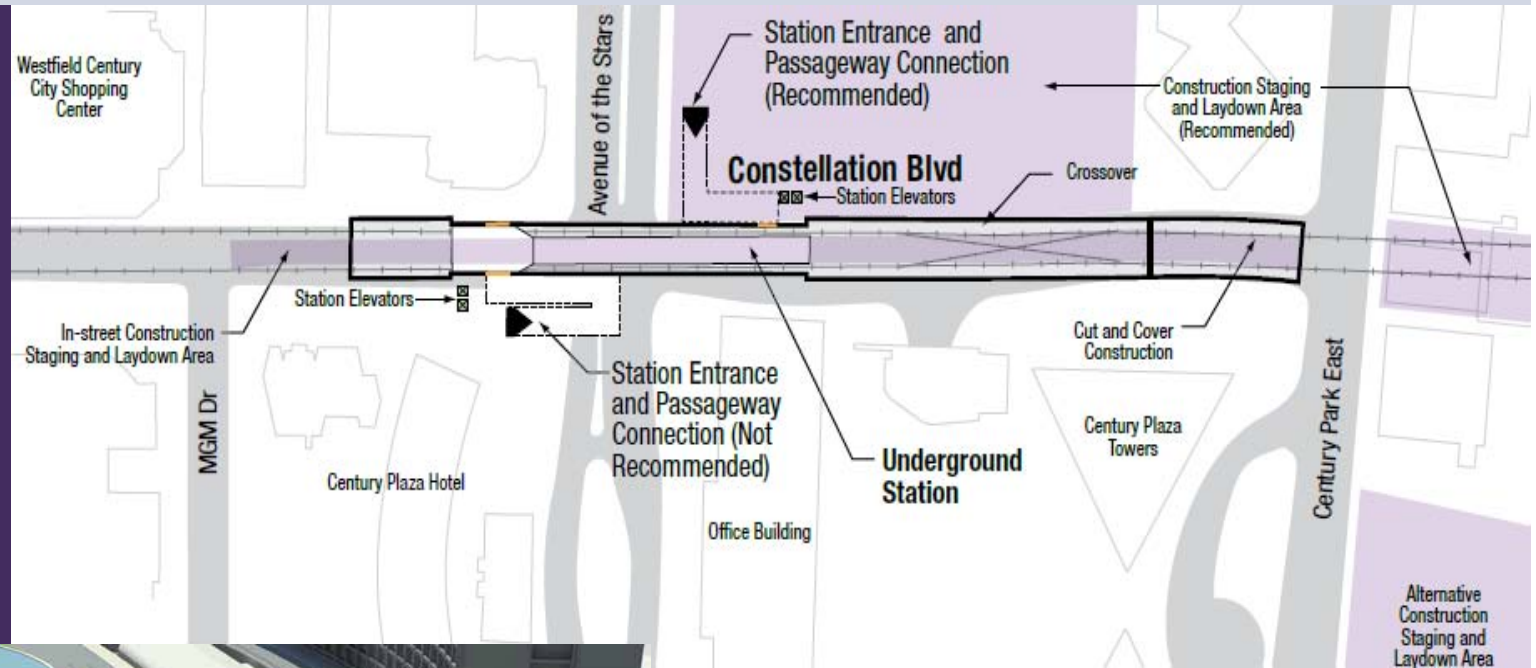 Westfield Century
City Shopping
Center
Avenue of the Stars
Station Entrance and
Passageway Connection
(Recommended)
Construction Staging
and Laydown Area
(Recommended)
Constellation Blvd
Station Elevators
Crossover
Station Elevators
In-street Construction
Staging and Laydown Area
MGM Dr
Century Plaza Hotel
Station Entrance
and Passageway
Connection (Not
Recommended)
Underground
Station
Office Building
Cut and Cover
Construction
Century Plaza
Towers
Century Park East
Alternative
Construction
Staging and
Laydown Area